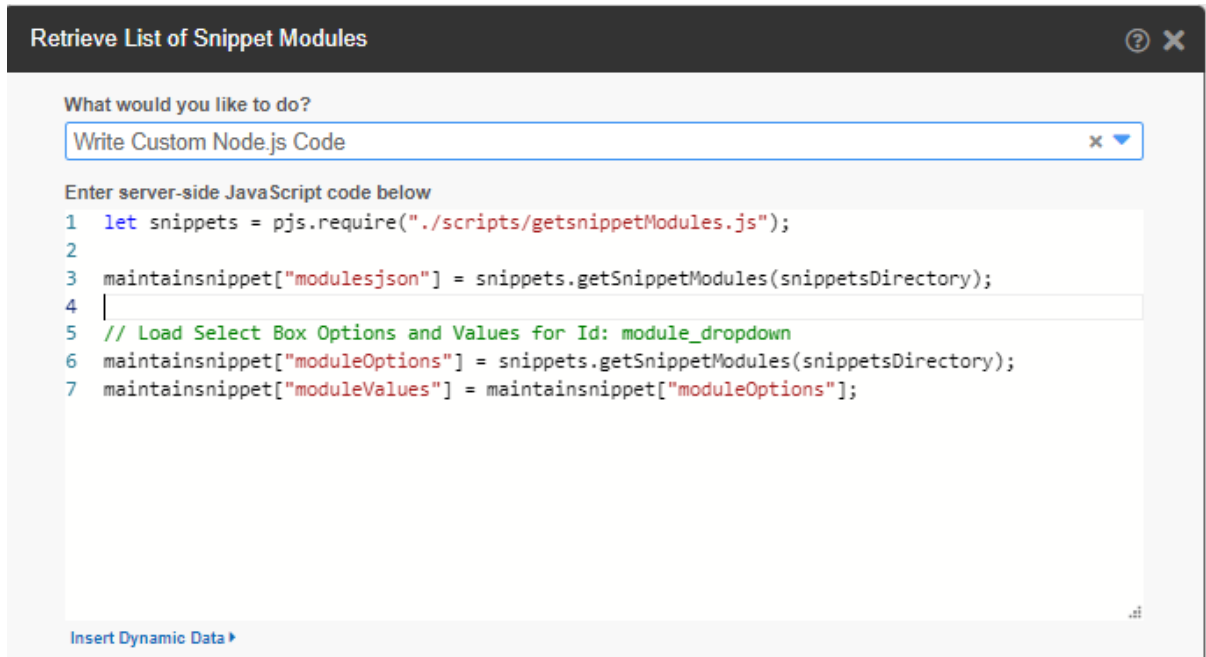 Retrieve List of Snippet Modules
What would you like to do?
Write Custom Node.js Code
Enter server-side JavaScript code below
1 let snippets = pjs.require("./scripts/getsnippetModules.js");
2
3 maintainsnippet["modulesjson"] = snippets.getSnippetModules(snippetsDirectory);
4
5 // Load Select Box Options and Values for Id: module_dropdown
6 maintainsnippet["moduleOptions"] = snippets.getSnippetModules(snippetsDirectory);
7 maintainsnippet["moduleValues"] = maintainsnippet["moduleOptions"];
Insert Dynamic Data